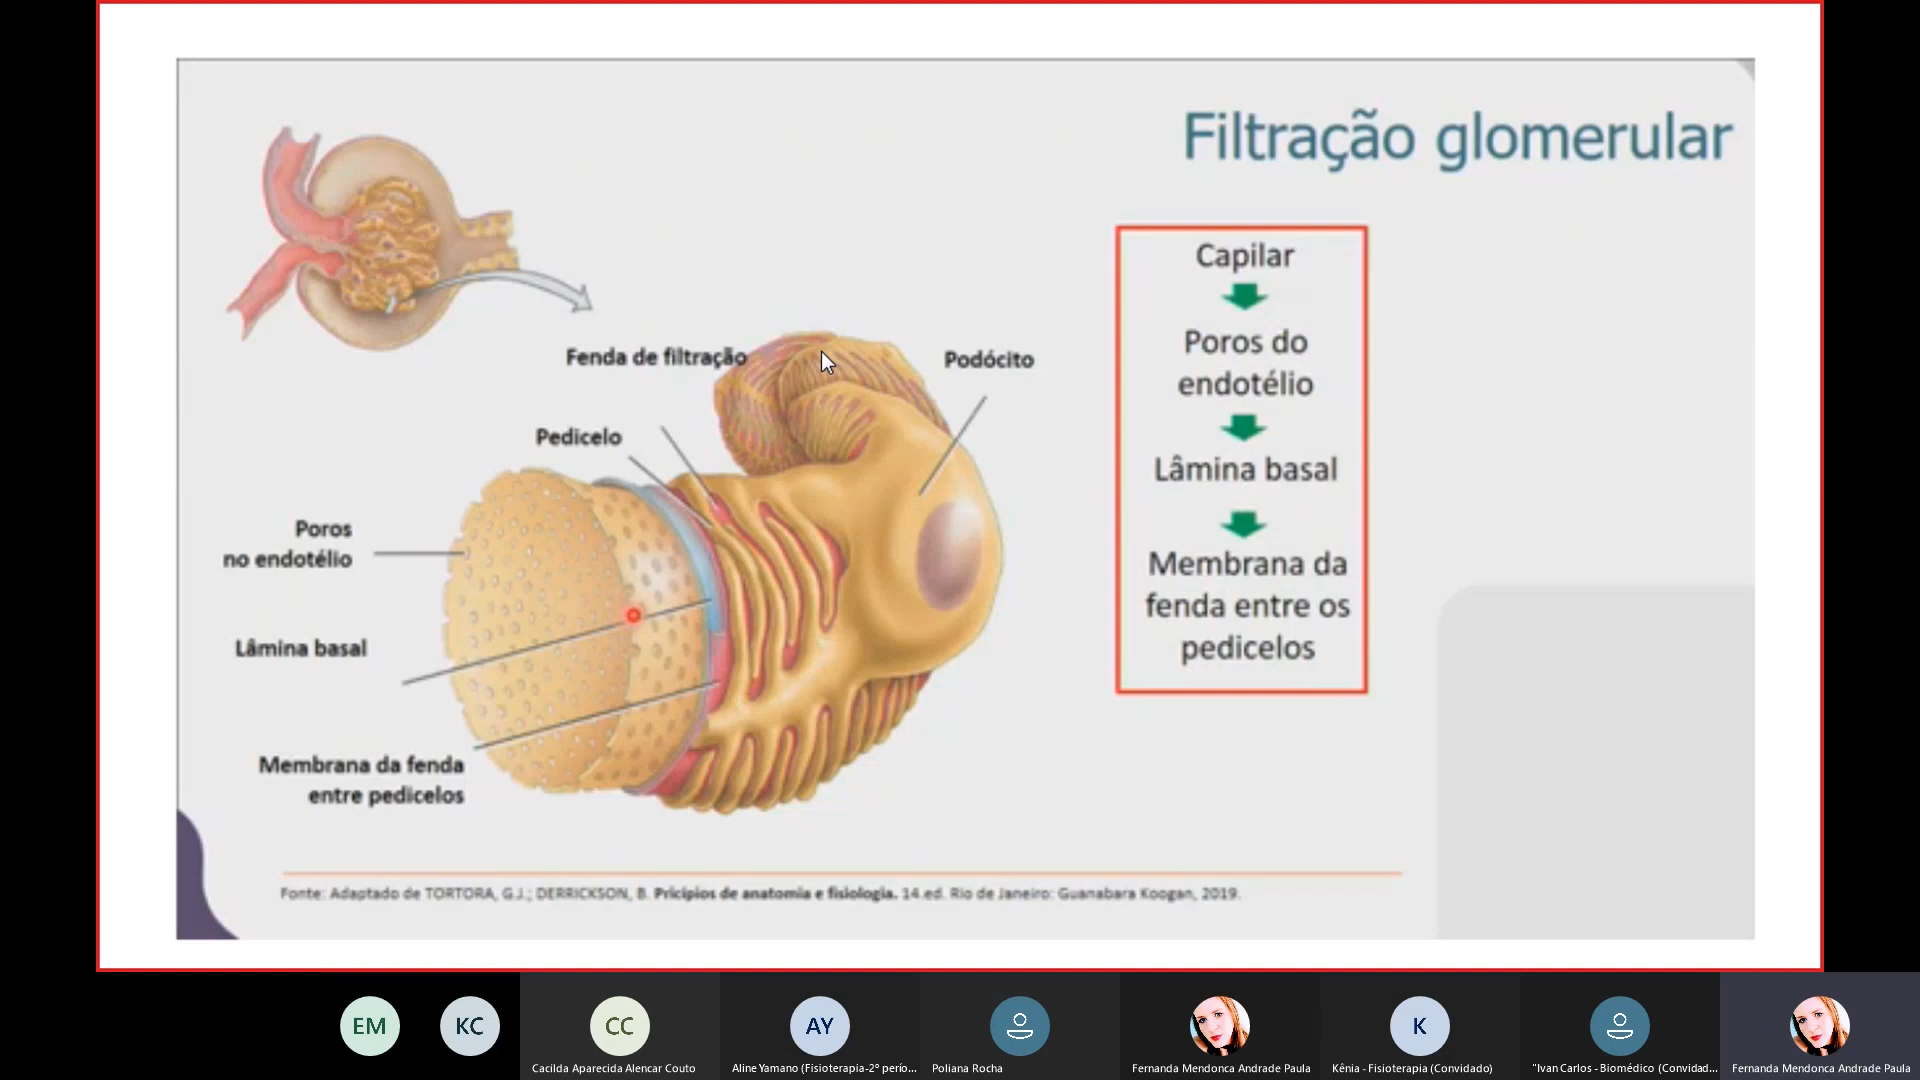 Filtração glomerular
Capilar
Poros do
endotélio
Lâmina basal
Membrana da
fenda entre os
pedicelos
Fenda de filtração
Podócito
Pedicelo
Poros
no endotélio
Lâmina basal
Membrana da fenda
entre pedicelos
Fonte: Adaptado de TORTORA, G.J.; DERRICKSON, B. Pricípios de anatomia e fisiologia. 14.ed. Rio de Janeiro: Guanabara Koogan, 2019.
EM
KC
CC
Cacilda Aparecida Alencar Couto
AY
Aline Yamano (Fisioterapia-2º perío...
Poliana Rocha
Fernanda Mendonca Andrade Paula
K
Kênia - Fisioterapia (Convidado)
"Ivan Carlos - Biomédico (Convidad...
Fernanda Mendonca Andrade Paula